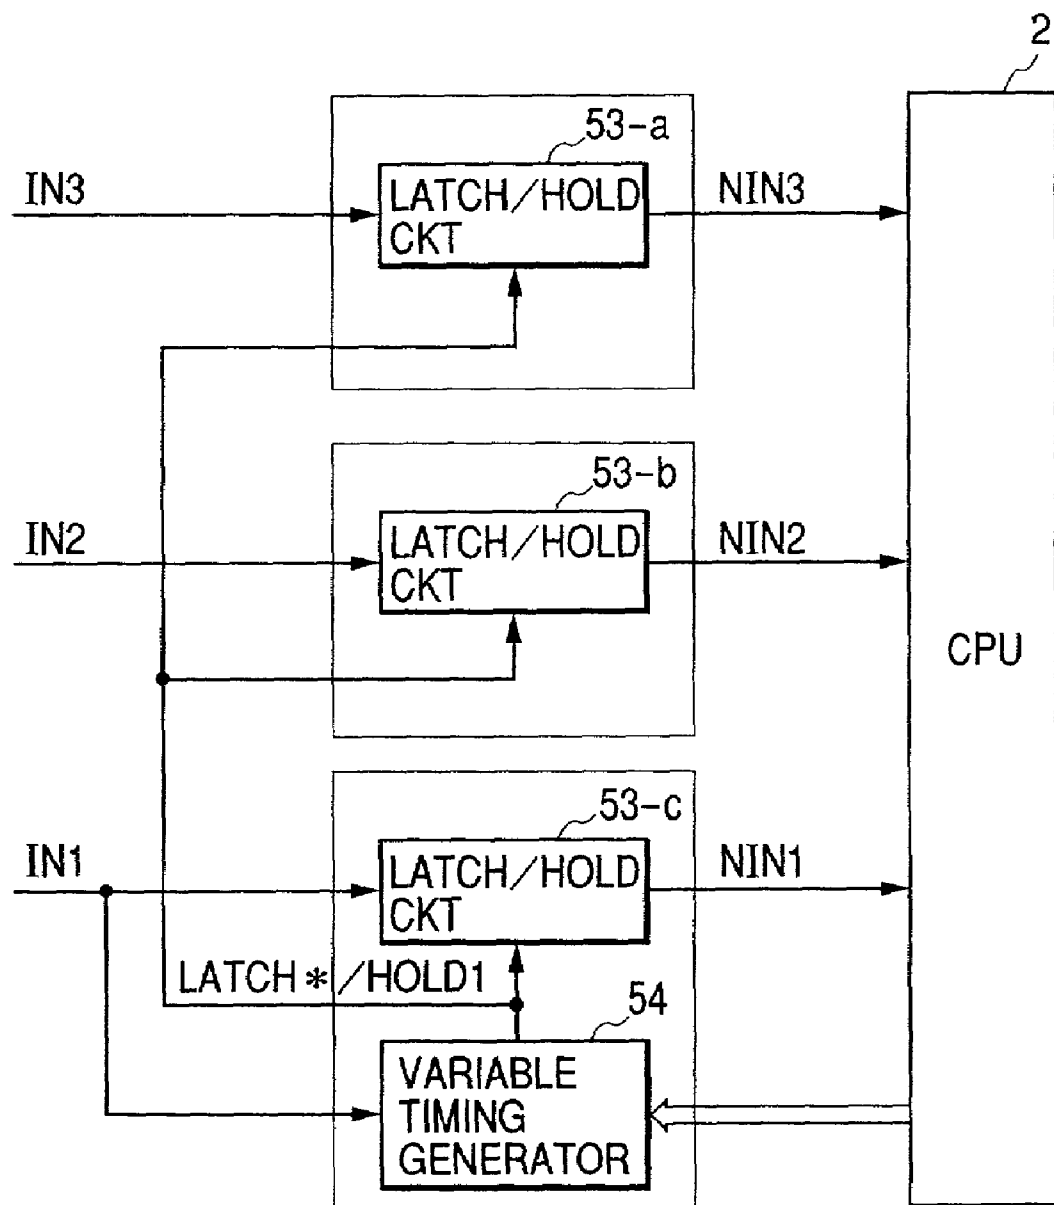 2
53-a
IN3
LATCH/HOLD
CKT
NIN3
53-b
IN2
LATCH/HOLD
CKT
NIN2
CPU
53-c
IN1
LATCH/HOLD
CKT
NIN1
LATCH*/HOLD1
54
VARIABLE
TIMING
GENERATOR